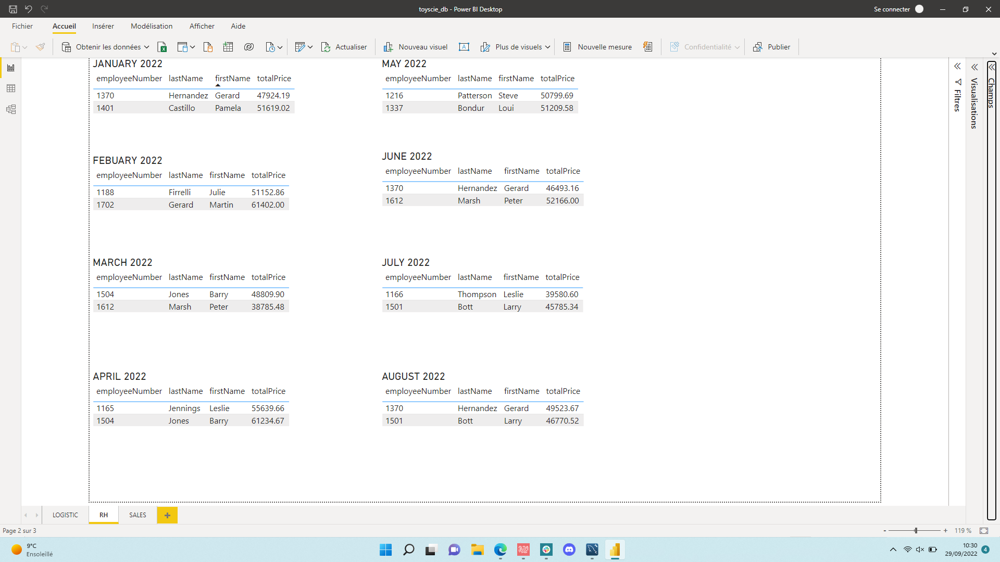 toyscie_db - Power BI Desktop
Se connecter
Fichier Accueil Insérer Modélisation Afficher Aide
Obtenir les données Actualiser Nouveau visuel Plus de visuels Nouvelle mesure Confidentialité Publier
JANUARY 2022
employeeNumber lastName firstName totalPrice
1370 Hernandez Gerard 47924.19
1401 Castillo Pamela 51619.02
FEBUARY 2022
employeeNumber lastName firstName totalPrice
1188 Firrelli Julie 51152.86
1702 Gerard Martin 61402.00
MARCH 2022
employeeNumber lastName firstName totalPrice
1504 Jones Barry 48809.90
1612 Marsh Peter 38785.48
APRIL 2022
employeeNumber lastName firstName totalPrice
1165 Jennings Leslie 55639.66
1504 Jones Barry 61234.67
MAY 2022
employeeNumber lastName firstName totalPrice
1216 Patterson Steve 50799.69
1337 Bondur Loui 51209.58
JUNE 2022
employeeNumber lastName firstName totalPrice
1370 Hernandez Gerard 46493.16
1612 Marsh Peter 52166.00
JULY 2022
employeeNumber lastName firstName totalPrice
1166 Thompson Leslie 39580.60
1501 Bott Larry 45785.34
AUGUST 2022
employeeNumber lastName firstName totalPrice
1370 Hernandez Gerard 49523.67
1501 Bott Larry 46770.52
Filtres
Visualisations
Champs
LOGISTIC RH SALES +
Page 2 sur 3
- + 119 %
9°C
Ensoleillé
10:30
29/09/2022
4